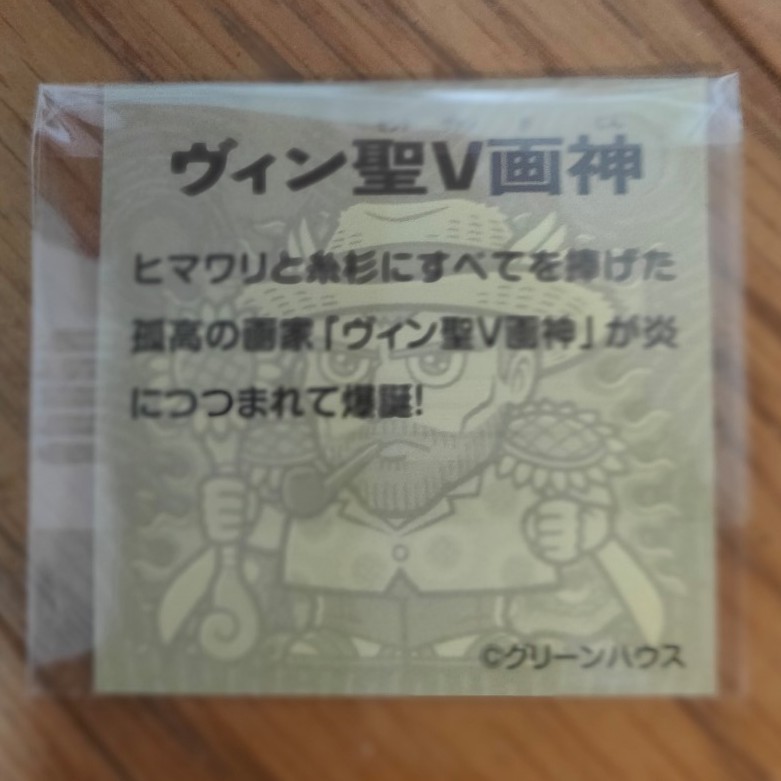 ヴィン聖V画神
ヒマワリと糸杉にすべてを捧げた
孤高の画家「ヴィン聖V画神」が炎
につつまれて爆誕!
©グリーンハウス